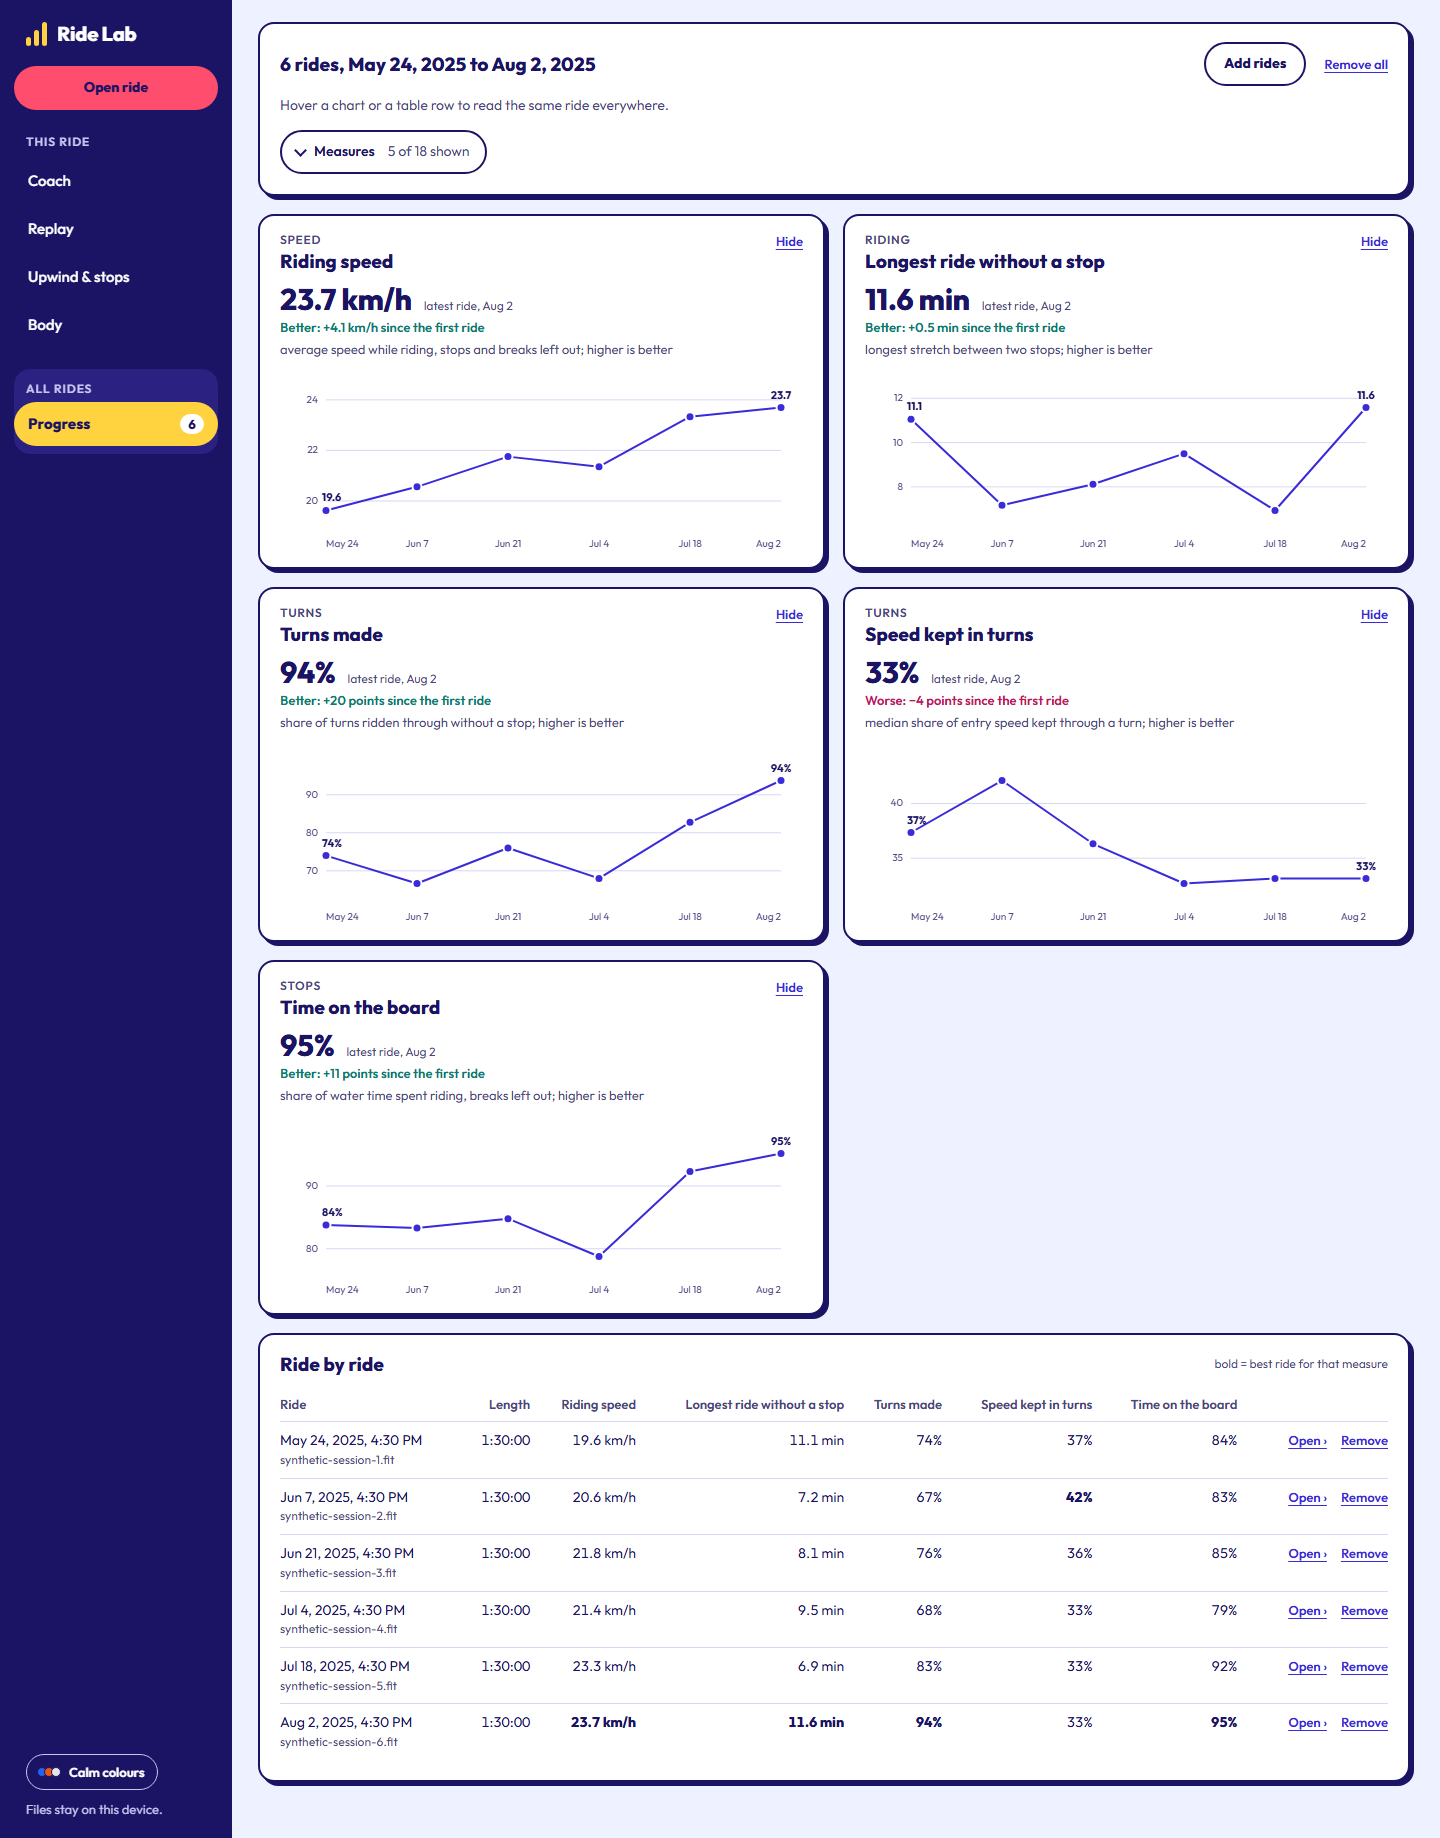 Ride Lab
Open ride
THIS RIDE
Coach
Replay
Upwind & stops
Body
ALL RIDES
Progress 6
Calm colours
Files stay on this device.
6 rides, May 24, 2025 to Aug 2, 2025
Add rides Remove all
Hover a chart or a table row to read the same ride everywhere.
Measures 5 of 18 shown
SPEED
Hide
Riding speed
23.7 km/h latest ride, Aug 2
Better: +4.1 km/h since the first ride
average speed while riding, stops and breaks left out; higher is better
23.7
24
22
20 19.6
May 24 Jun 7 Jun 21 Jul 4 Jul 18 Aug 2
RIDING
Hide
Longest ride without a stop
11.6 min latest ride, Aug 2
Better: +0.5 min since the first ride
longest stretch between two stops; higher is better
12 11.6
11.1
10
8
May 24 Jun 7 Jun 21 Jul 4 Jul 18 Aug 2
TURNS
Hide
Turns made
94% latest ride, Aug 2
Better: +20 points since the first ride
share of turns ridden through without a stop; higher is better
94%
90
80
74%
70
May 24 Jun 7 Jun 21 Jul 4 Jul 18 Aug 2
TURNS
Hide
Speed kept in turns
33% latest ride, Aug 2
Worse: −4 points since the first ride
median share of entry speed kept through a turn; higher is better
40
37%
35
33%
May 24 Jun 7 Jun 21 Jul 4 Jul 18 Aug 2
STOPS
Hide
Time on the board
95% latest ride, Aug 2
Better: +11 points since the first ride
share of water time spent riding, breaks left out; higher is better
95%
90
84%
80
May 24 Jun 7 Jun 21 Jul 4 Jul 18 Aug 2
Ride by ride
bold = best ride for that measure
Ride Length Riding speed Longest ride without a stop Turns made Speed kept in turns Time on the board
May 24, 2025, 4:30 PM 1:30:00 19.6 km/h 11.1 min 74% 37% 84% Open › Remove
synthetic-session-1.fit
Jun 7, 2025, 4:30 PM 1:30:00 20.6 km/h 7.2 min 67% 42% 83% Open › Remove
synthetic-session-2.fit
Jun 21, 2025, 4:30 PM 1:30:00 21.8 km/h 8.1 min 76% 36% 85% Open › Remove
synthetic-session-3.fit
Jul 4, 2025, 4:30 PM 1:30:00 21.4 km/h 9.5 min 68% 33% 79% Open › Remove
synthetic-session-4.fit
Jul 18, 2025, 4:30 PM 1:30:00 23.3 km/h 6.9 min 83% 33% 92% Open › Remove
synthetic-session-5.fit
Aug 2, 2025, 4:30 PM 1:30:00 23.7 km/h 11.6 min 94% 33% 95% Open › Remove
synthetic-session-6.fit